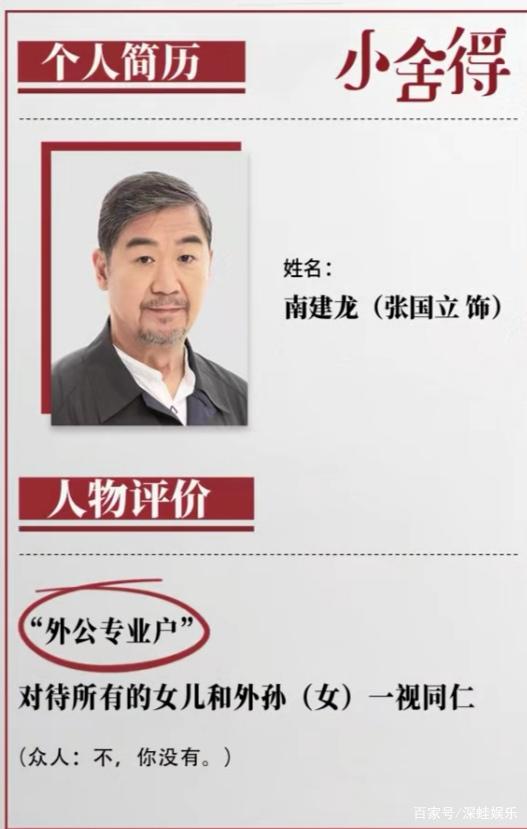 个人简历
小舍得
姓名：
南建龙（张国立 饰）
人物评价
“外公专业户”
对待所有的女儿和外孙（女）一视同仁
（众人：不，你没有。）
百家号/深蛙娱乐